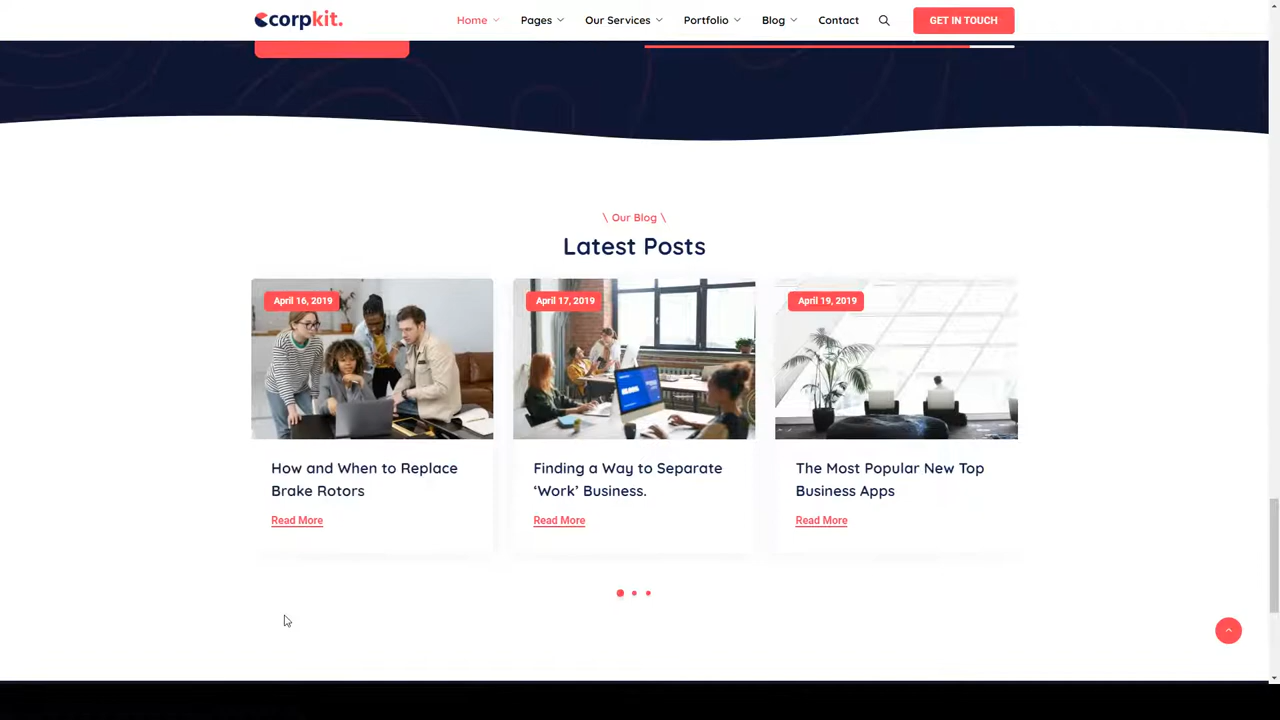 corpkit.
Home Pages Our Services Portfolio Blog Contact GET IN TOUCH
\ Our Blog \
Latest Posts
April 16, 2019
April 17, 2019
April 19, 2019
How and When to Replace
Brake Rotors
Read More
Finding a Way to Separate
‘Work’ Business.
Read More
The Most Popular New Top
Business Apps
Read More